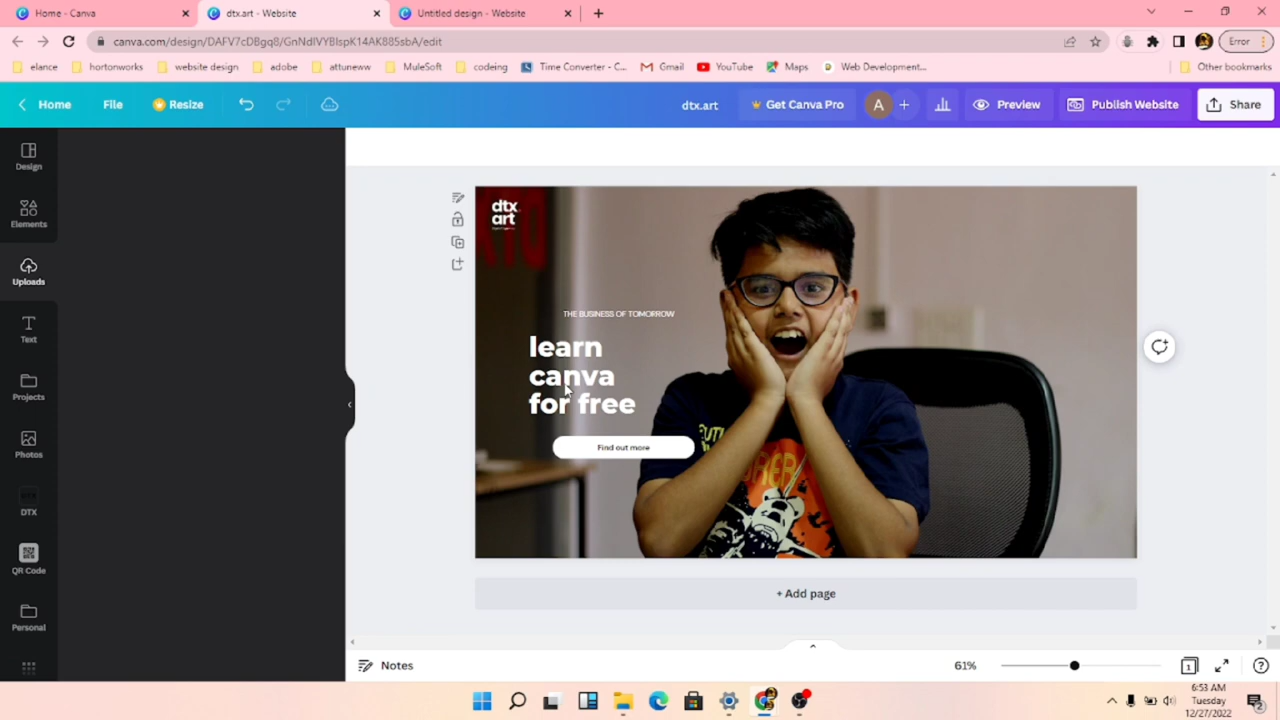 Home - Canva
dtx.art - Website
Untitled design - Website
canva.com/design/DAFV7cDBgq8/GnNdIVYBlspK14AK885sbA/edit
Error
elance
hortonworks
website design
adobe
attuneww
MuleSoft
codeing
Time Converter - C...
Gmail
YouTube
Maps
Web Development...
Other bookmarks
Home
File
Resize
dtx.art
Get Canva Pro
A
Preview
Publish Website
Share
Design
Elements
Uploads
Text
Projects
Photos
DTX
QR Code
Personal
dtx
art
THE BUSINESS OF TOMORROW
learn
canva
for free
Find out more
+ Add page
Notes
61%
1
6:53 AM
Tuesday
12/27/2022
2